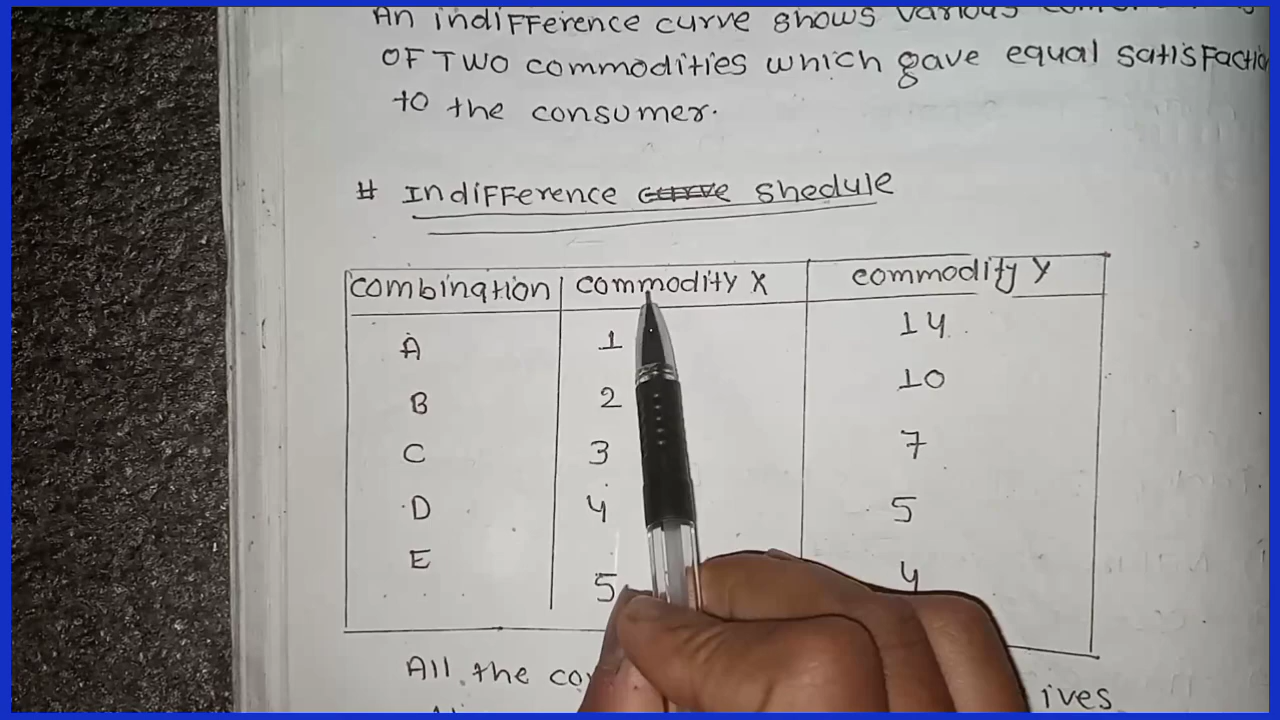 An indifference curve shows various
of two commodities which gave equal satisfactio
to the consumer.
# Indifference curve shedule
combination commodity X commodity Y
A 1 14
B 2 10
C 3 7
D 4 5
E 5 4
All the
ives